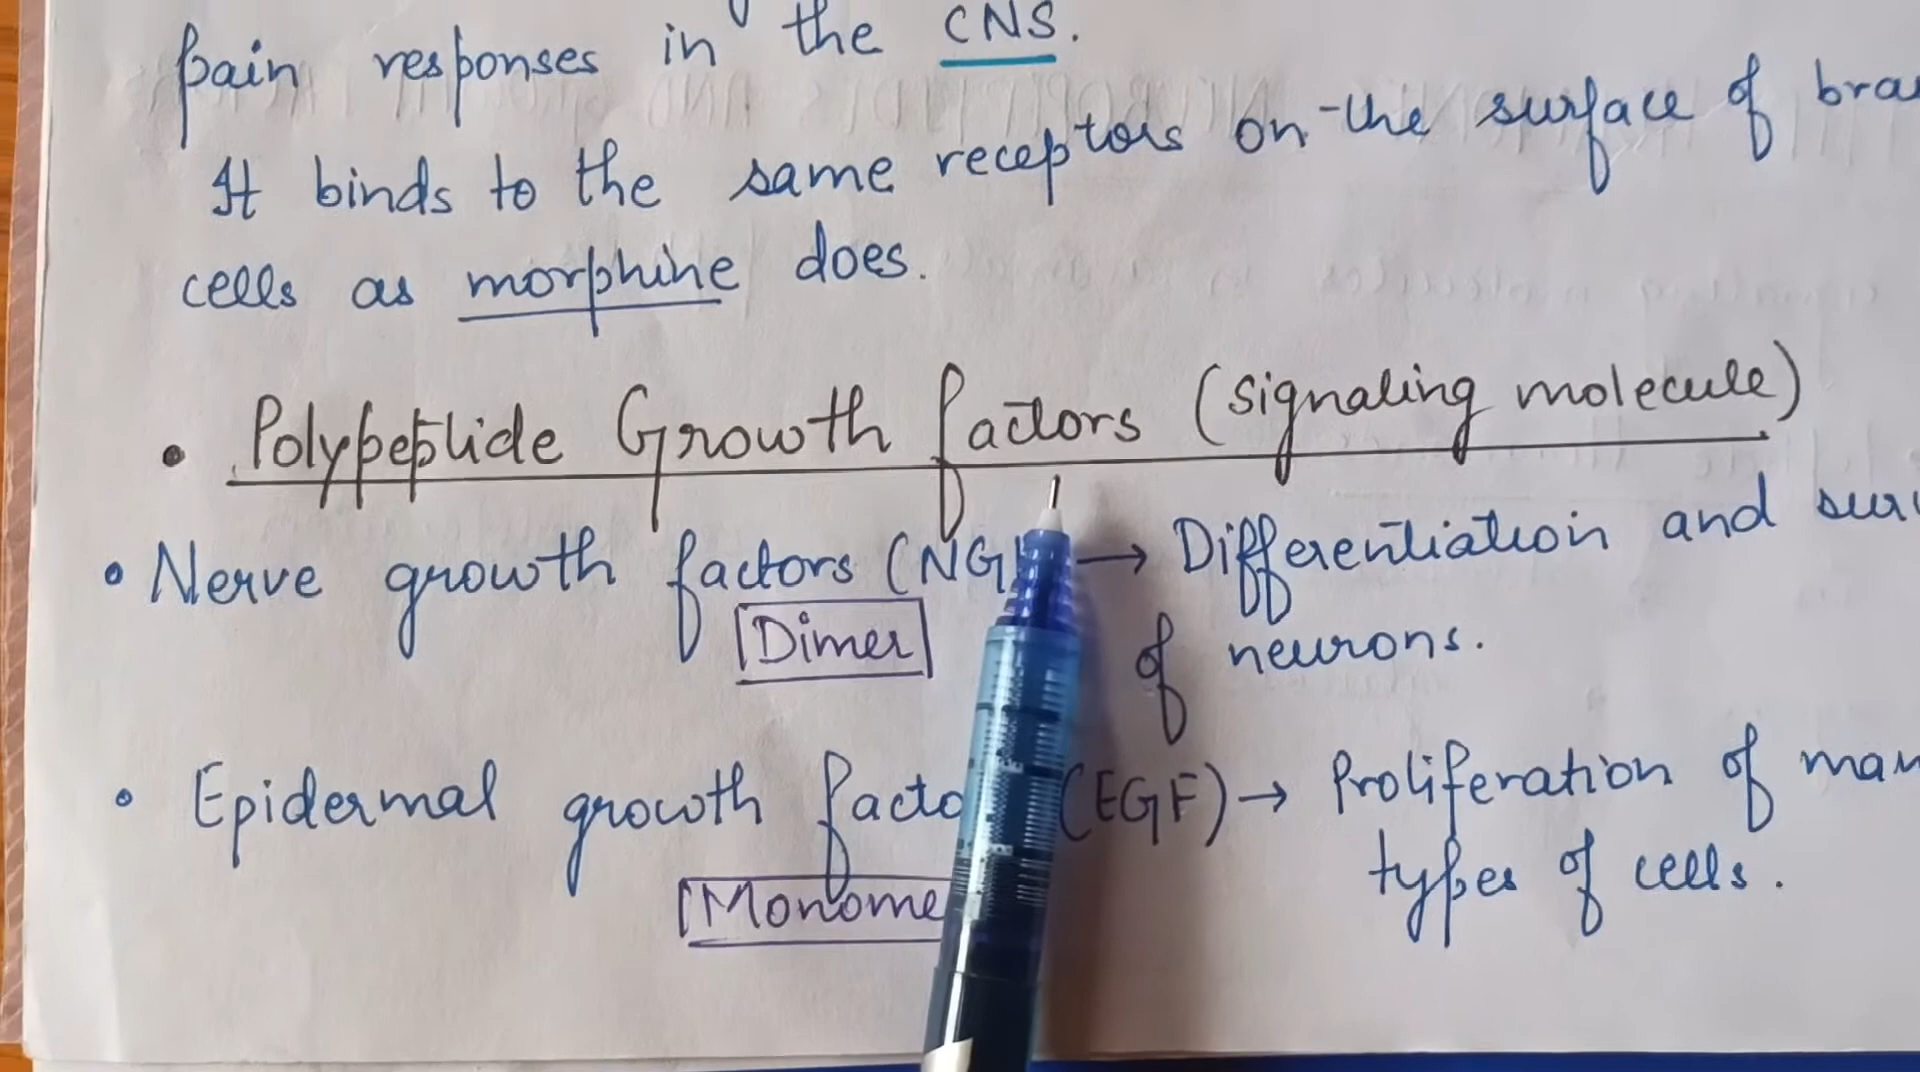 pain responses in the CNS.
It binds to the same receptors on the surface of
cells as morphine does.
• Polypeptide Growth factors (signaling molecule)
• Nerve growth factors (NG → Differentiation and
Dimer of neurons.
• Epidermal growth facto (EGF) → Proliferation of
Monome types of cells.